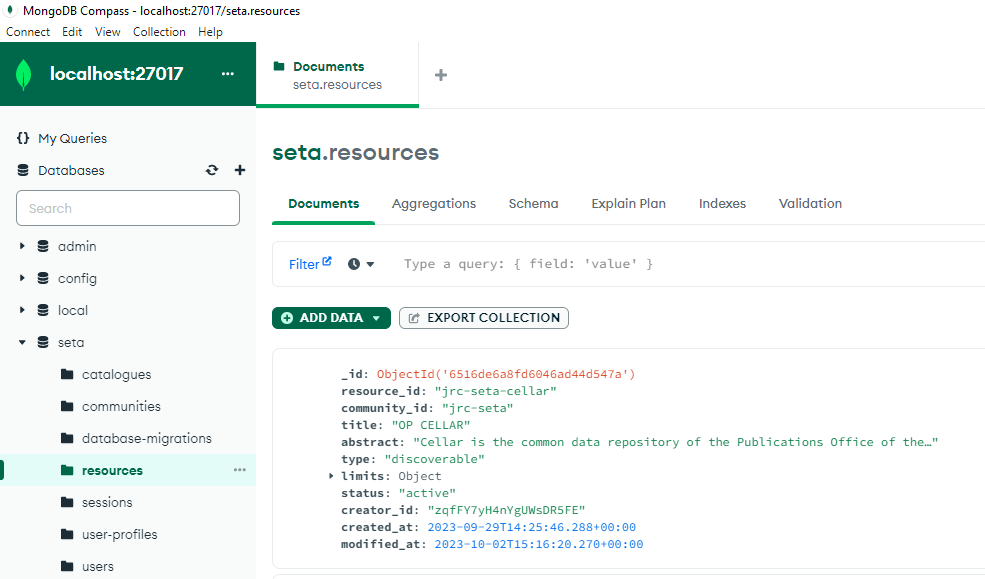 MongoDB Compass - localhost:27017/seta.resources
Connect Edit View Collection Help
localhost:27017 ...
Documents
seta.resources
+
{} My Queries
Databases
Search
admin
config
local
seta
catalogues
communities
database-migrations
resources ...
sessions
user-profiles
users
seta.resources
Documents Aggregations Schema Explain Plan Indexes Validation
Filter Type a query: { field: 'value' }
ADD DATA EXPORT COLLECTION
_id: ObjectId('6516de6a8fd6046ad44d547a')
resource_id: "jrc-seta-cellar"
community_id: "jrc-seta"
title: "OP CELLAR"
abstract: "Cellar is the common data repository of the Publications Office of the…"
type: "discoverable"
limits: Object
status: "active"
creator_id: "zqfFY7yH4nYgUWsDR5FE"
created_at: 2023-09-29T14:25:46.288+00:00
modified_at: 2023-10-02T15:16:20.270+00:00